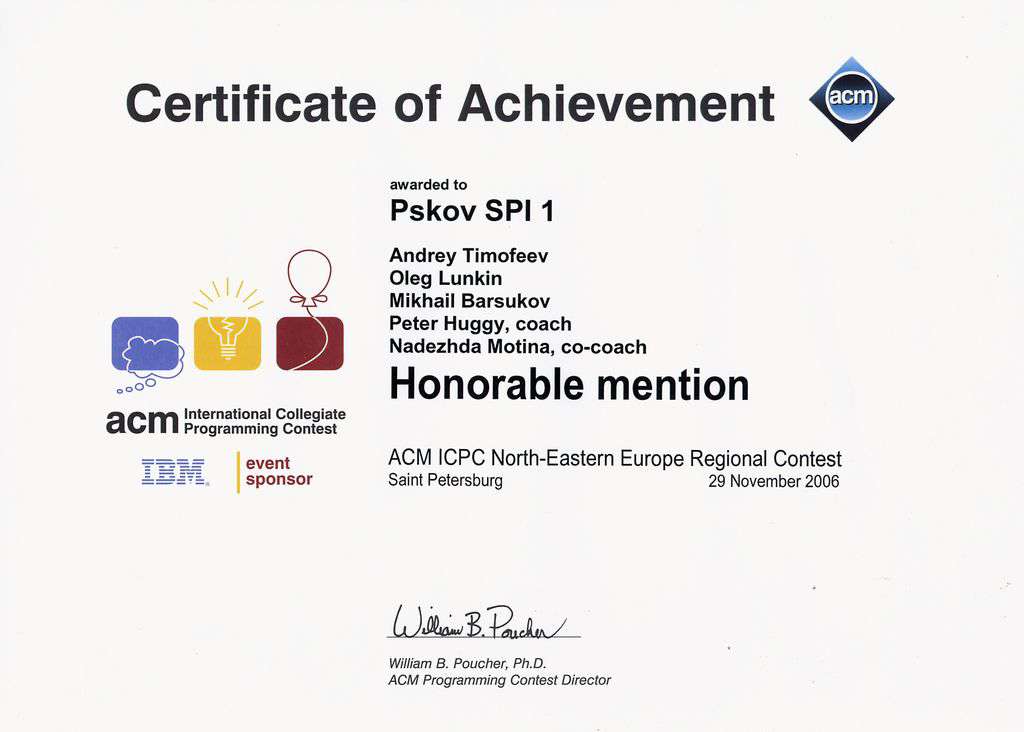 Certificate of Achievement
acm
awarded to
Pskov SPI 1
Andrey Timofeev
Oleg Lunkin
Mikhail Barsukov
Peter Huggy, coach
Nadezhda Motina, co-coach
Honorable mention
acm International Collegiate
Programming Contest
IBM®
event
sponsor
ACM ICPC North-Eastern Europe Regional Contest
Saint Petersburg 29 November 2006
William B. Poucher
William B. Poucher, Ph.D.
ACM Programming Contest Director